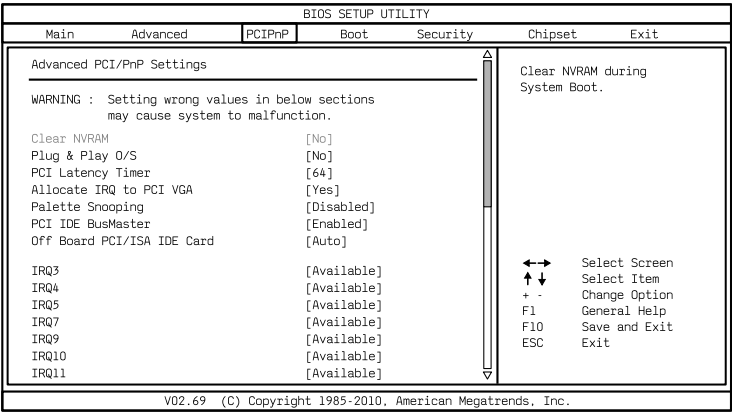 BIOS SETUP UTILITY
Main Advanced PCIPnP Boot Security Chipset Exit
Advanced PCI/PnP Settings
WARNING : Setting wrong values in below sections
may cause system to malfunction.
Clear NVRAM [No]
Plug & Play O/S [No]
PCI Latency Timer [64]
Allocate IRQ to PCI VGA [Yes]
Palette Snooping [Disabled]
PCI IDE BusMaster [Enabled]
Off Board PCI/ISA IDE Card [Auto]
IRQ3 [Available]
IRQ4 [Available]
IRQ5 [Available]
IRQ7 [Available]
IRQ9 [Available]
IRQ10 [Available]
IRQ11 [Available]
Clear NVRAM during
System Boot.
←→ Select Screen
↑↓ Select Item
+ - Change Option
F1 General Help
F10 Save and Exit
ESC Exit
V02.69 (C) Copyright 1985-2010, American Megatrends, Inc.